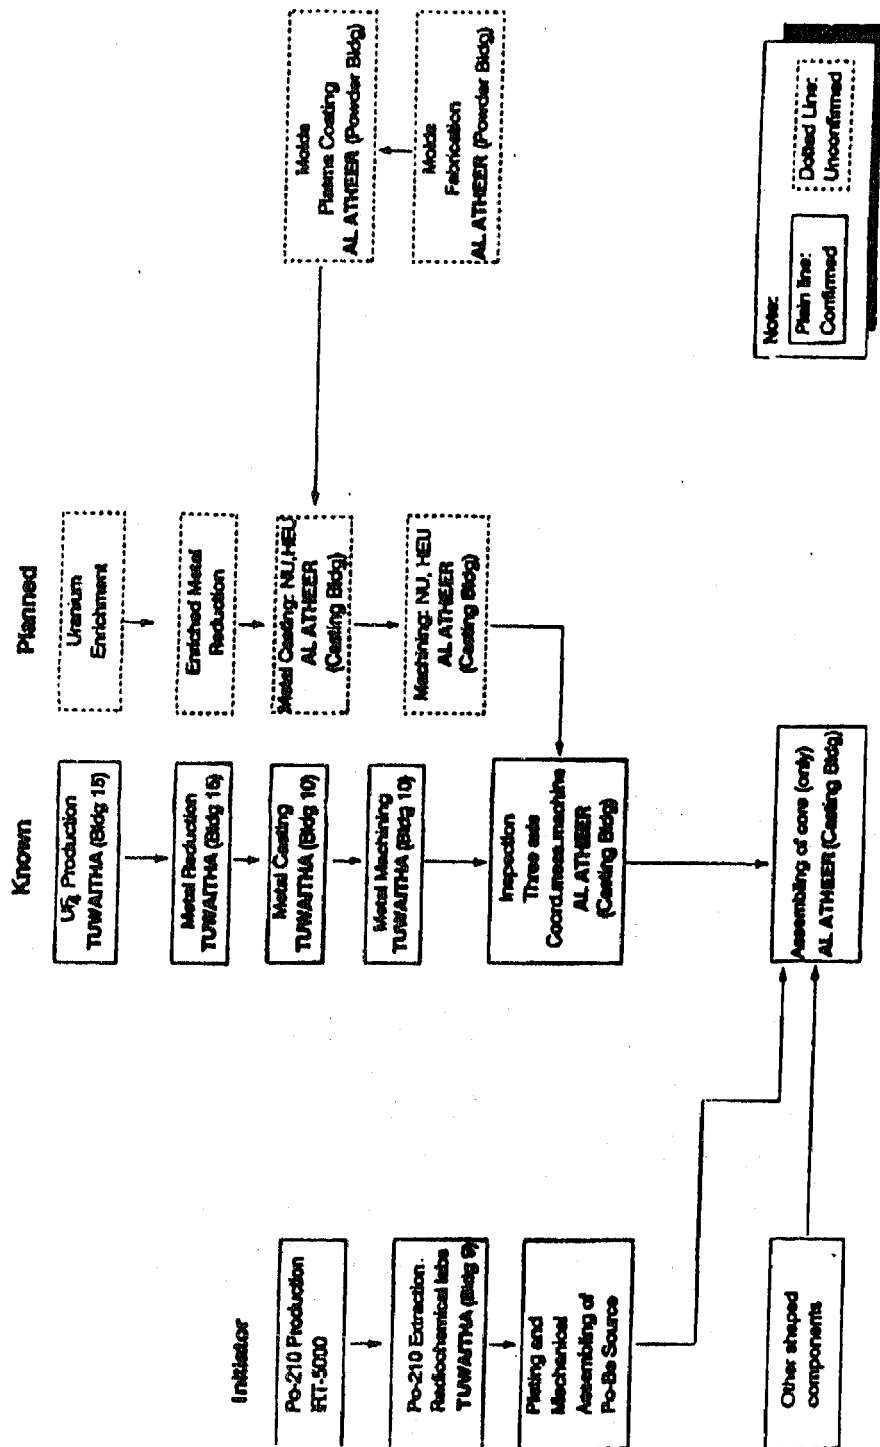 Known
Planned
Initiator
UF4 Production
TUWAITHA (Bldg 15)
Metal Reduction
TUWAITHA (Bldg 15)
Metal Casting
TUWAITHA (Bldg 10)
Metal Machining
TUWAITHA (Bldg 10)
Inspection
Three axis
Coord.meas.machine
AL ATHEER
(Casting Bldg)
Assembling of core (only)
AL ATHEER (Casting Bldg)
Uranium
Enrichment
Enriched Metal
Reduction
Metal Casting: NU, HEU
AL ATHEER
(Casting Bldg)
Machining: NU, HEU
AL ATHEER
(Casting Bldg)
Molds
Plasma Coating
AL ATHEER (Powder Bldg)
Molds
Fabrication
AL ATHEER (Powder Bldg)
Po-210 Production
IRT-5000
Po-210 Extraction
Radiochemical labs
TUWAITHA (Bldg 9)
Plating and
Mechanical
Assembling of
Po-Be Source
Other shaped
components
Note:
Plain line:
Confirmed
Dotted Line:
Unconfirmed